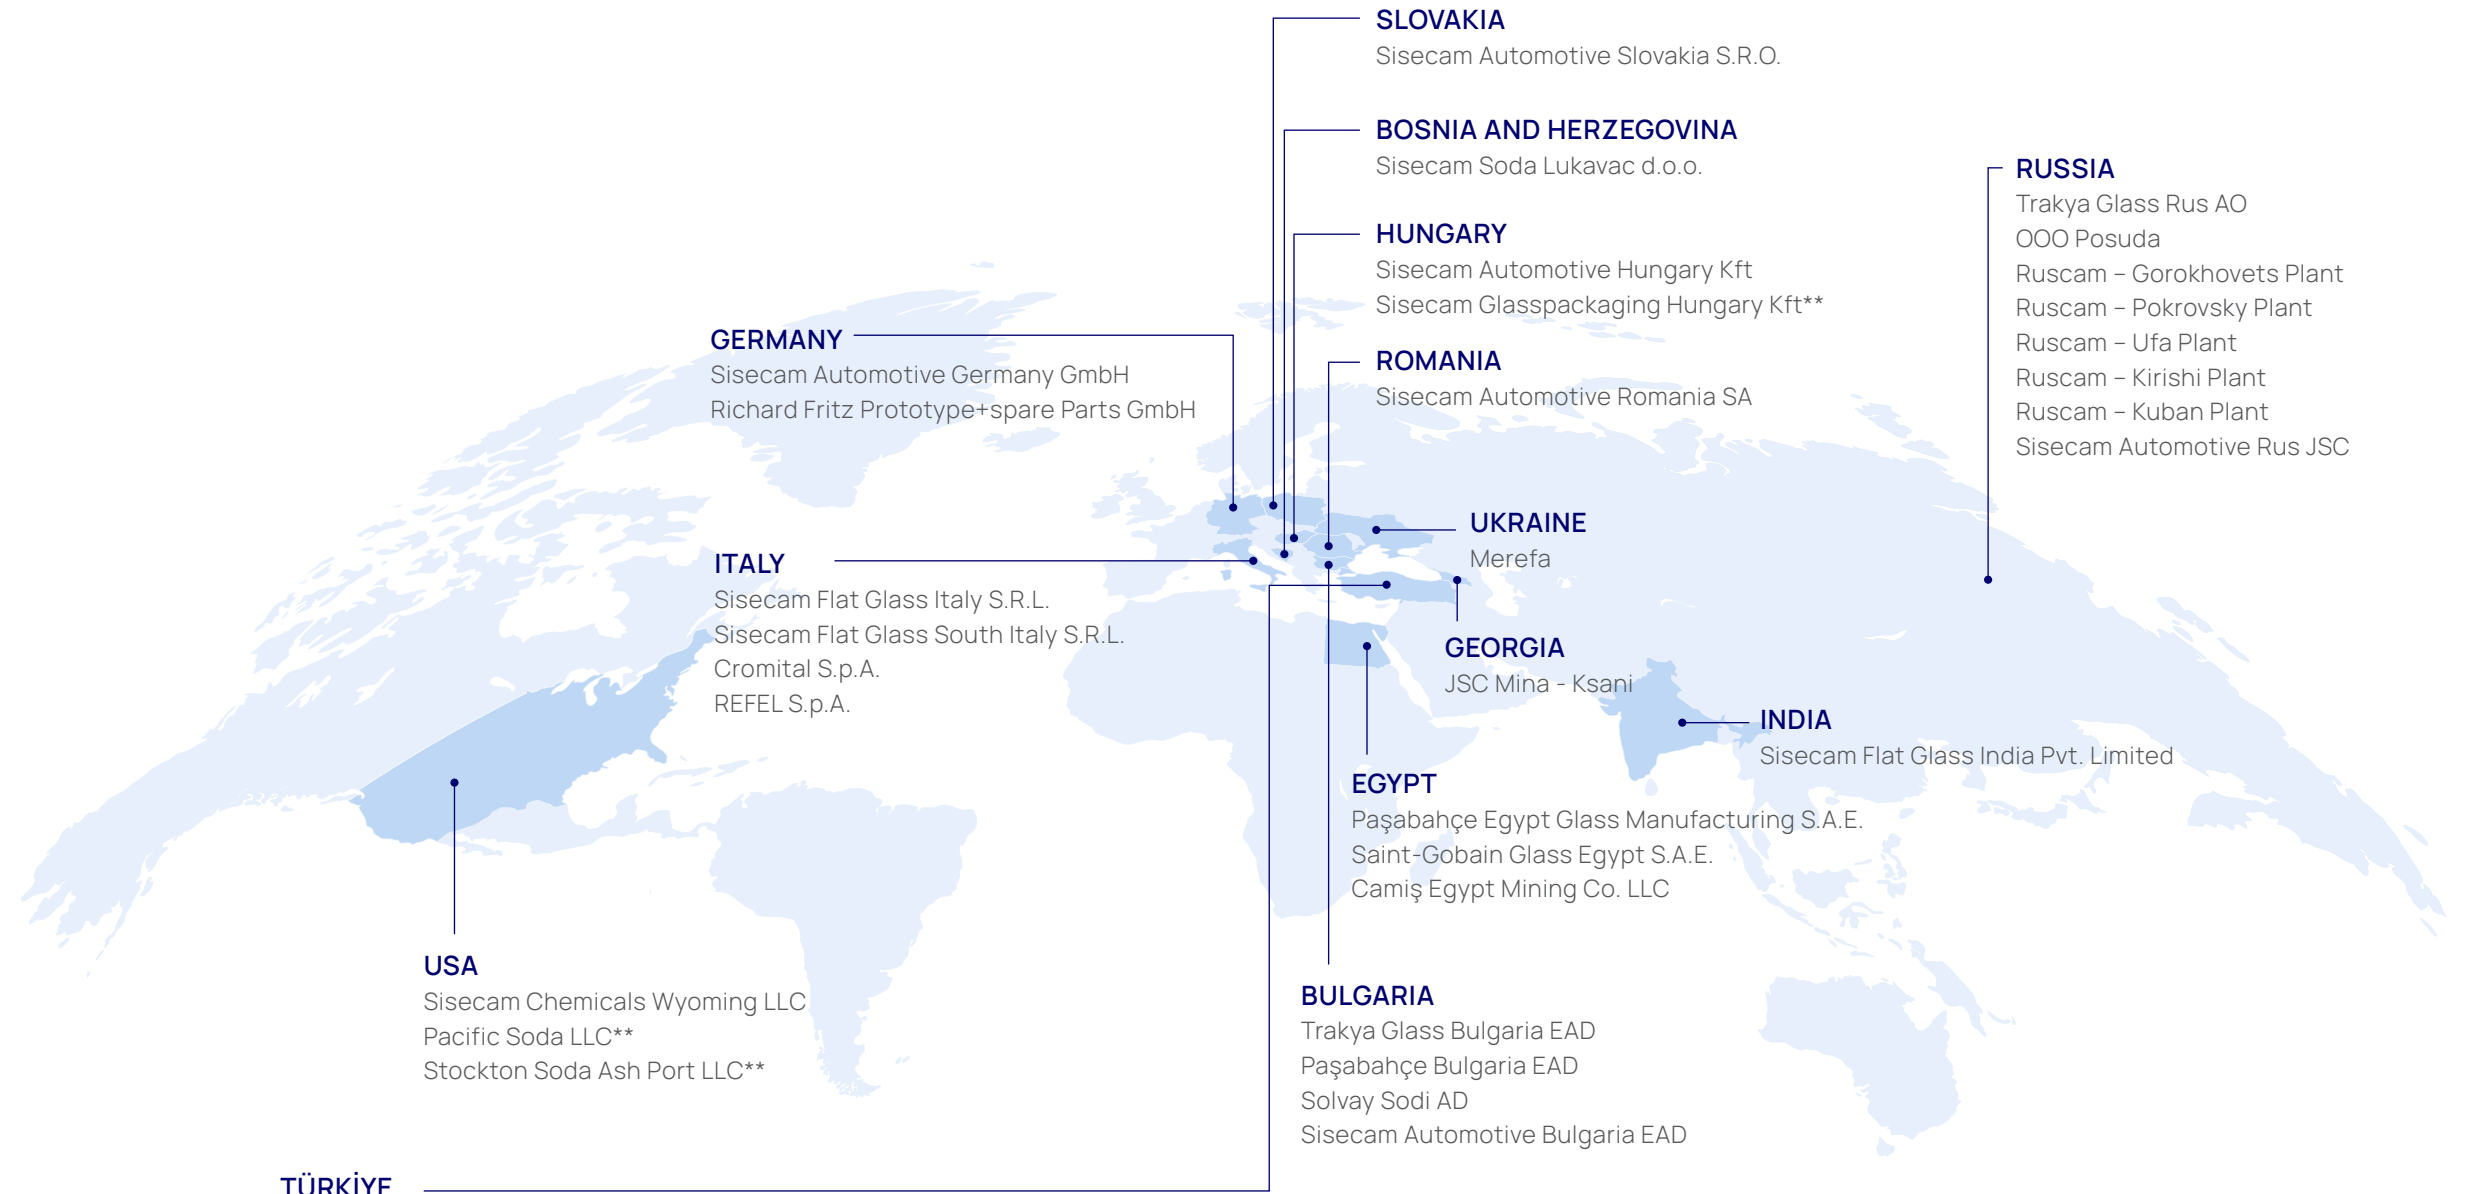 SLOVAKIA
Sisecam Automotive Slovakia S.R.O.
BOSNIA AND HERZEGOVINA
Sisecam Soda Lukavac d.o.o.
HUNGARY
Sisecam Automotive Hungary Kft
Sisecam Glasspackaging Hungary Kft**
ROMANIA
Sisecam Automotive Romania SA
RUSSIA
Trakya Glass Rus AO
OOO Posuda
Ruscam – Gorokhovets Plant
Ruscam – Pokrovsky Plant
Ruscam – Ufa Plant
Ruscam – Kirishi Plant
Ruscam – Kuban Plant
Sisecam Automotive Rus JSC
GERMANY
Sisecam Automotive Germany GmbH
Richard Fritz Prototype+spare Parts GmbH
UKRAINE
Merefa
ITALY
Sisecam Flat Glass Italy S.R.L.
Sisecam Flat Glass South Italy S.R.L.
Cromital S.p.A.
REFEL S.p.A.
GEORGIA
JSC Mina - Ksani
INDIA
Sisecam Flat Glass India Pvt. Limited
EGYPT
Paşabahçe Egypt Glass Manufacturing S.A.E.
Saint-Gobain Glass Egypt S.A.E.
Camiş Egypt Mining Co. LLC
USA
Sisecam Chemicals Wyoming LLC
Pacific Soda LLC**
Stockton Soda Ash Port LLC**
BULGARIA
Trakya Glass Bulgaria EAD
Paşabahçe Bulgaria EAD
Solvay Sodi AD
Sisecam Automotive Bulgaria EAD
TÜRKİYE